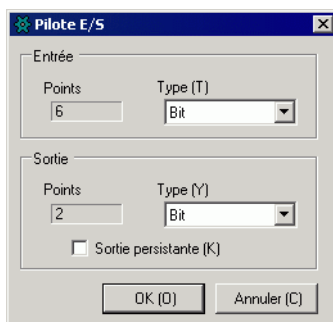 Pilote E/S
Entrée
Points
Type (T)
6
Bit
Sortie
Points
Type (Y)
2
Bit
Sortie persistante (K)
OK (O)
Annuler (C)